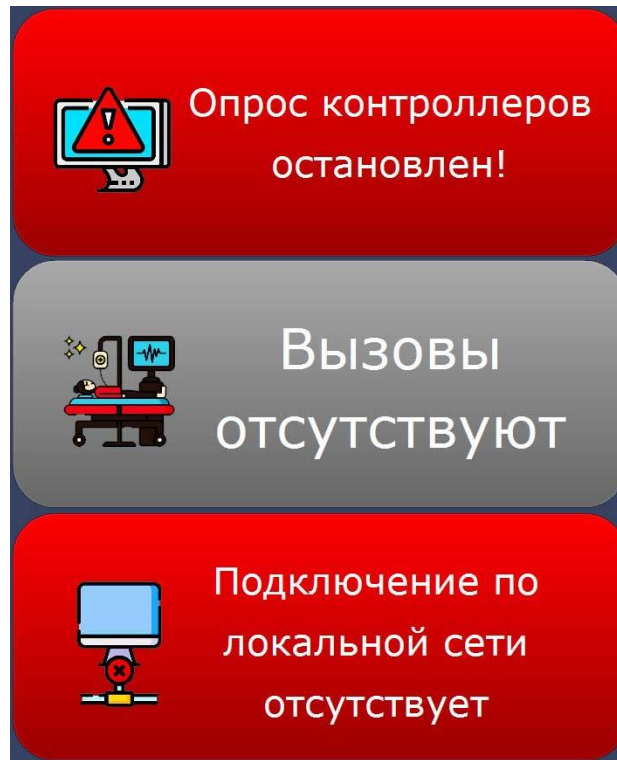 Опрос контроллеров
остановлен!
Вызовы
отсутствуют
Подключение по
локальной сети
отсутствует